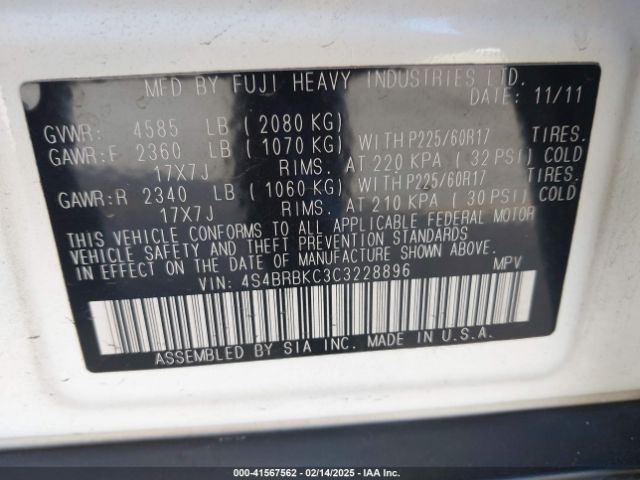 MFD BY FUJI HEAVY INDUSTRIES LTD.
DATE: 11/11
GVWR: 4585 LB ( 2080 KG)
GAWR:F 2360 LB ( 1070 KG) WITH P225/60R17 TIRES.
17X7J RIMS. AT 220 KPA ( 32 PSI) COLD
GAWR:R 2340 LB ( 1060 KG) WITH P225/60R17 TIRES.
17X7J RIMS. AT 210 KPA ( 30 PSI) COLD
THIS VEHICLE CONFORMS TO ALL APPLICABLE FEDERAL MOTOR
VEHICLE SAFETY AND THEFT PREVENTION STANDARDS
IN EFFECT ON THE DATE OF MANUFACTURE SHOWN ABOVE.
VIN: 4S4BRBKC3C3228896 MPV
ASSEMBLED BY SIA INC. MADE IN U.S.A.
000-41567562 - 02/14/2025 - IAA Inc.